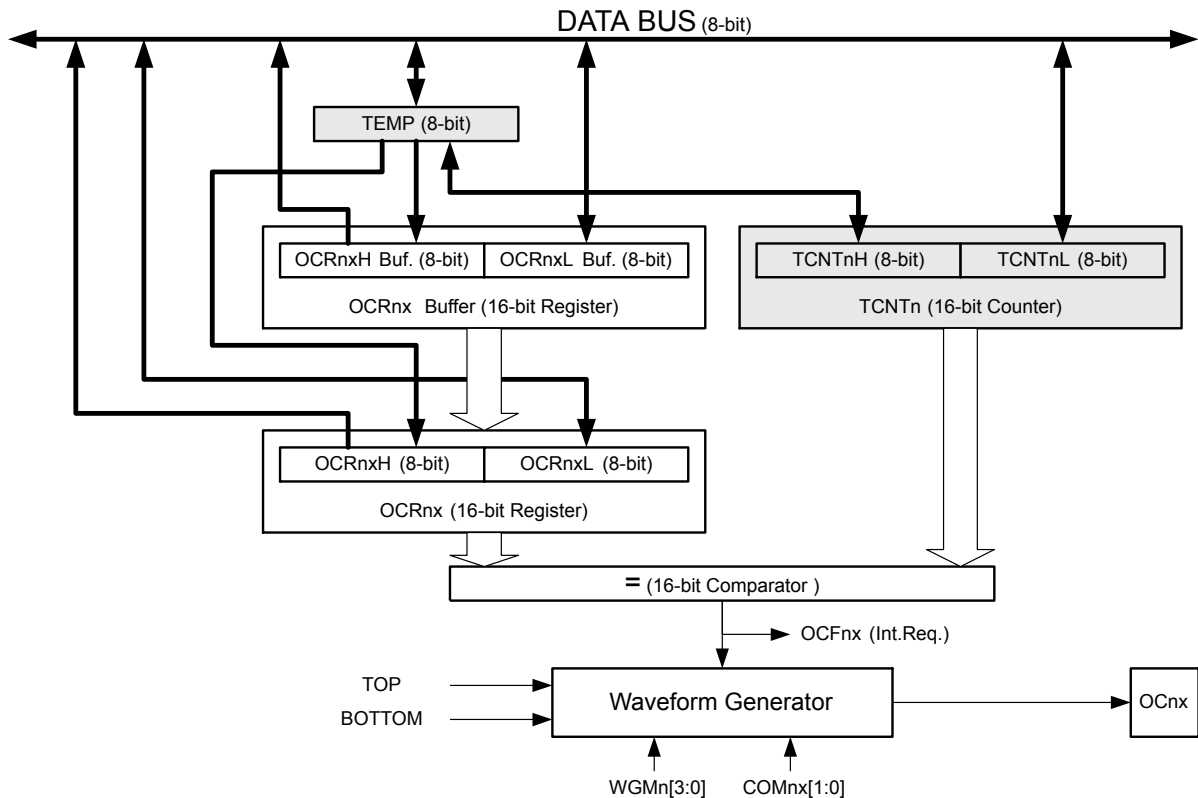 DATA BUS (8-bit)
TEMP (8-bit)
OCRnxH Buf. (8-bit)
OCRnxL Buf. (8-bit)
TCNTnH (8-bit)
TCNTnL (8-bit)
OCRnx Buffer (16-bit Register)
TCNTn (16-bit Counter)
OCRnxH (8-bit)
OCRnxL (8-bit)
OCRnx (16-bit Register)
= (16-bit Comparator )
OCFnx (Int.Req.)
TOP
BOTTOM
Waveform Generator
OCnx
WGMn[3:0]
COMnx[1:0]